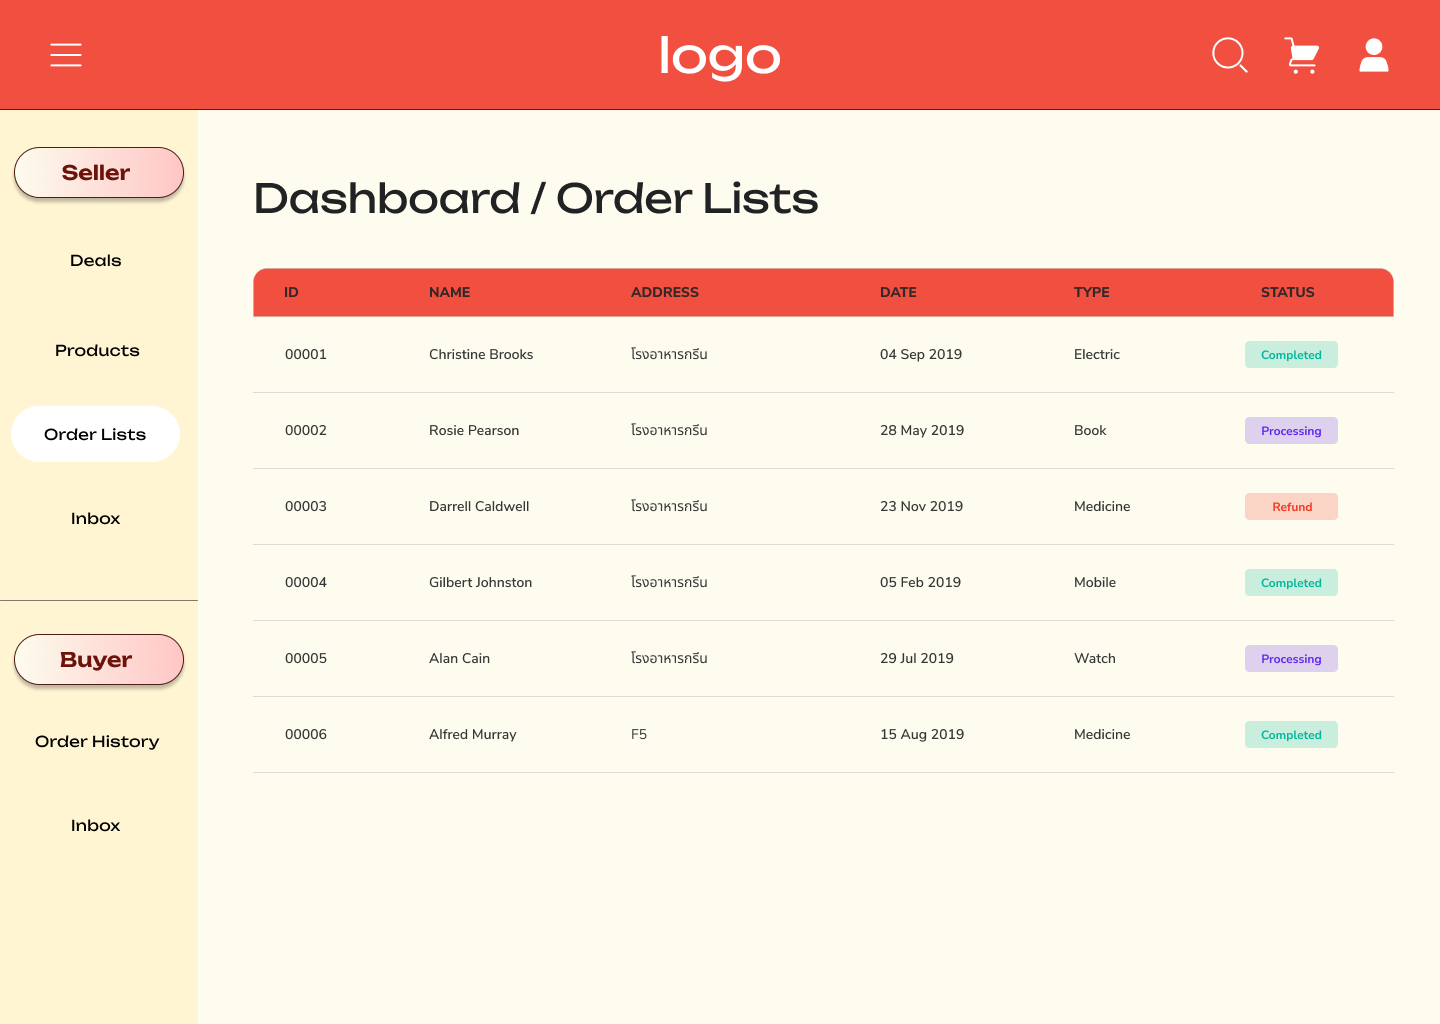 logo
Seller
Deals
Products
Order Lists
Inbox
Buyer
Order History
Inbox
Dashboard / Order Lists
ID NAME ADDRESS DATE TYPE STATUS
00001 Christine Brooks โรงอาหารกรีน 04 Sep 2019 Electric Completed
00002 Rosie Pearson โรงอาหารกรีน 28 May 2019 Book Processing
00003 Darrell Caldwell โรงอาหารกรีน 23 Nov 2019 Medicine Refund
00004 Gilbert Johnston โรงอาหารกรีน 05 Feb 2019 Mobile Completed
00005 Alan Cain โรงอาหารกรีน 29 Jul 2019 Watch Processing
00006 Alfred Murray F5 15 Aug 2019 Medicine Completed